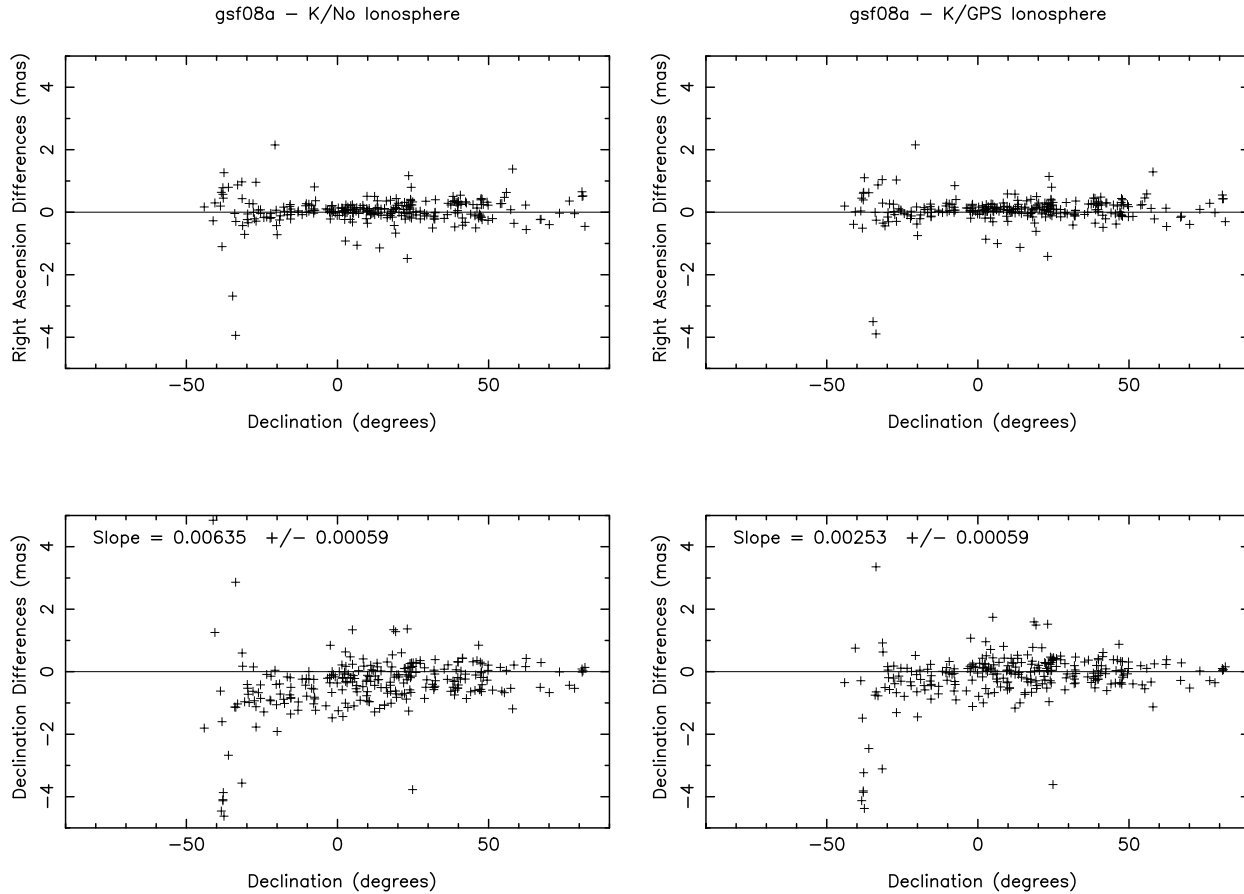 gsf08a − K/No Ionosphere
Right Ascension Differences (mas)
4
2
0
−2
−4
−50
0
50
Declination (degrees)
gsf08a − K/GPS Ionosphere
Right Ascension Differences (mas)
4
2
0
−2
−4
−50
0
50
Declination (degrees)
Slope = 0.00635 +/− 0.00059
Declination Differences (mas)
4
2
0
−2
−4
−50
0
50
Declination (degrees)
Slope = 0.00253 +/− 0.00059
Declination Differences (mas)
4
2
0
−2
−4
−50
0
50
Declination (degrees)